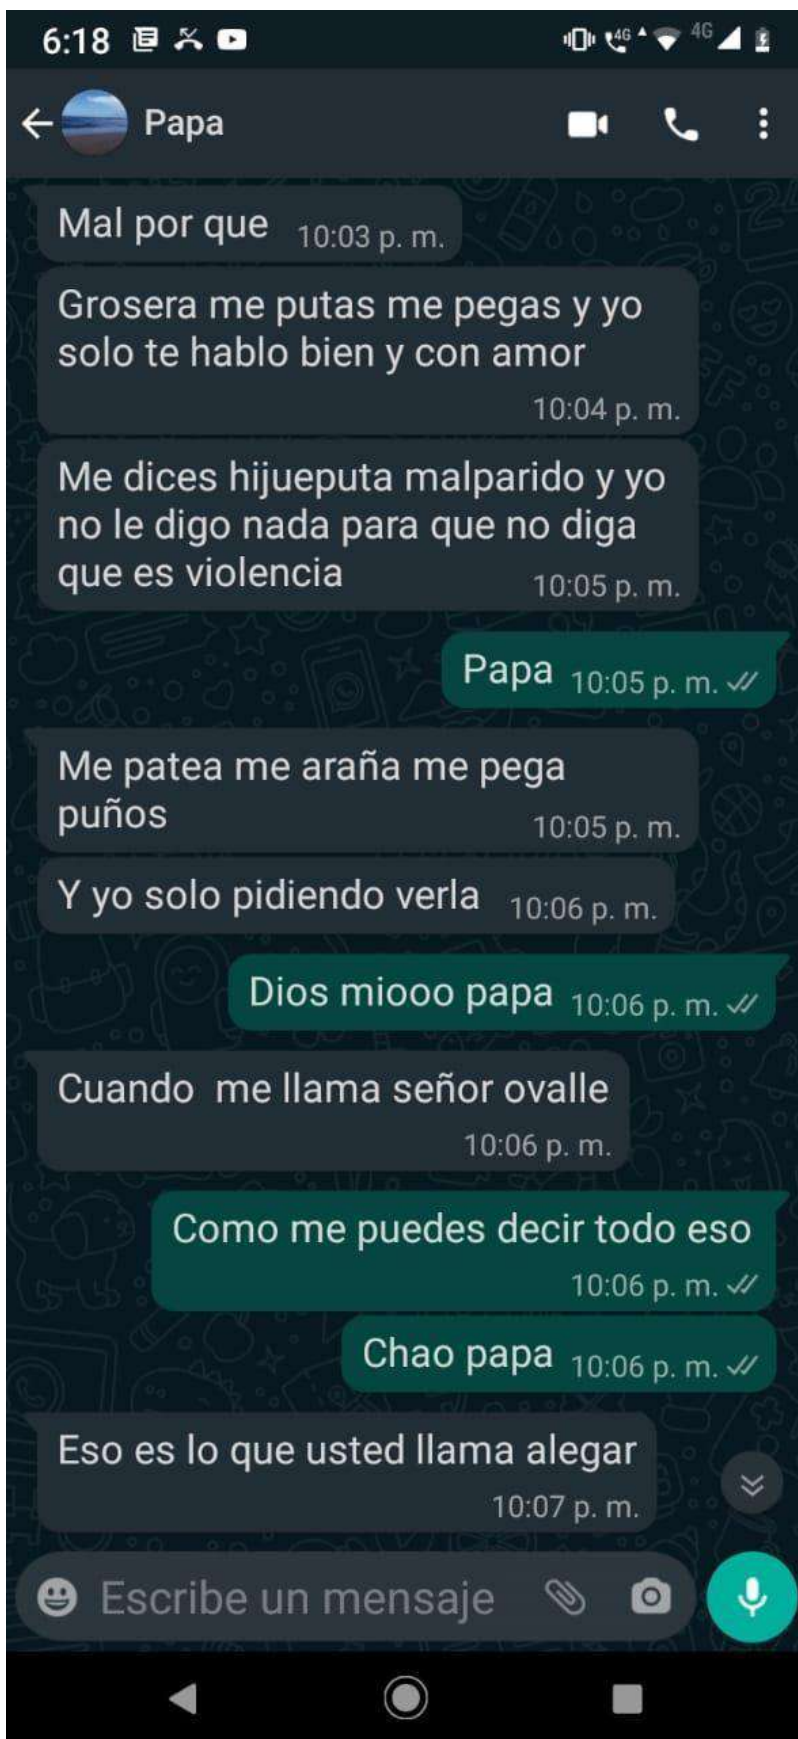 6:18
4G
4G
Papa
Mal por que 10:03 p. m.
Grosera me putas me pegas y yo
solo te hablo bien y con amor
10:04 p. m.
Me dices hijueputa malparido y yo
no le digo nada para que no diga
que es violencia 10:05 p. m.
Papa 10:05 p. m.
Me patea me araña me pega
puños 10:05 p. m.
Y yo solo pidiendo verla 10:06 p. m.
Dios miooo papa 10:06 p. m.
Cuando me llama señor ovalle
10:06 p. m.
Como me puedes decir todo eso
10:06 p. m.
Chao papa 10:06 p. m.
Eso es lo que usted llama alegar
10:07 p. m.
Escribe un mensaje